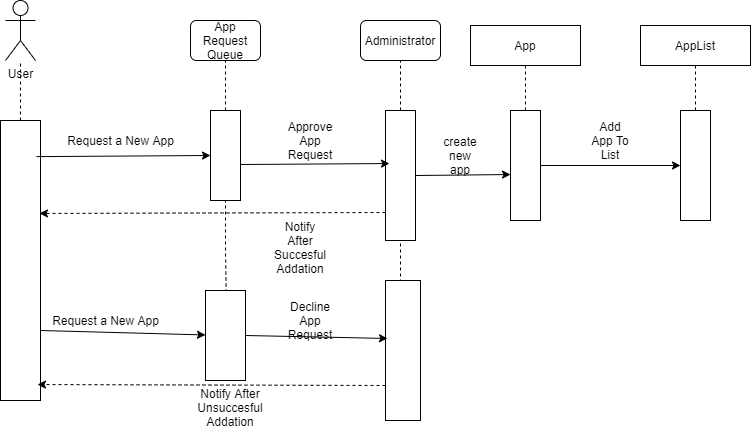 User
App
Request
Queue
Administrator
App
AppList
Request a New App
Approve
App
Request
create
new
app
Add
App To
List
Notify
After
Succesful
Addation
Request a New App
Decline
App
Request
Notify After
Unsuccesful
Addation